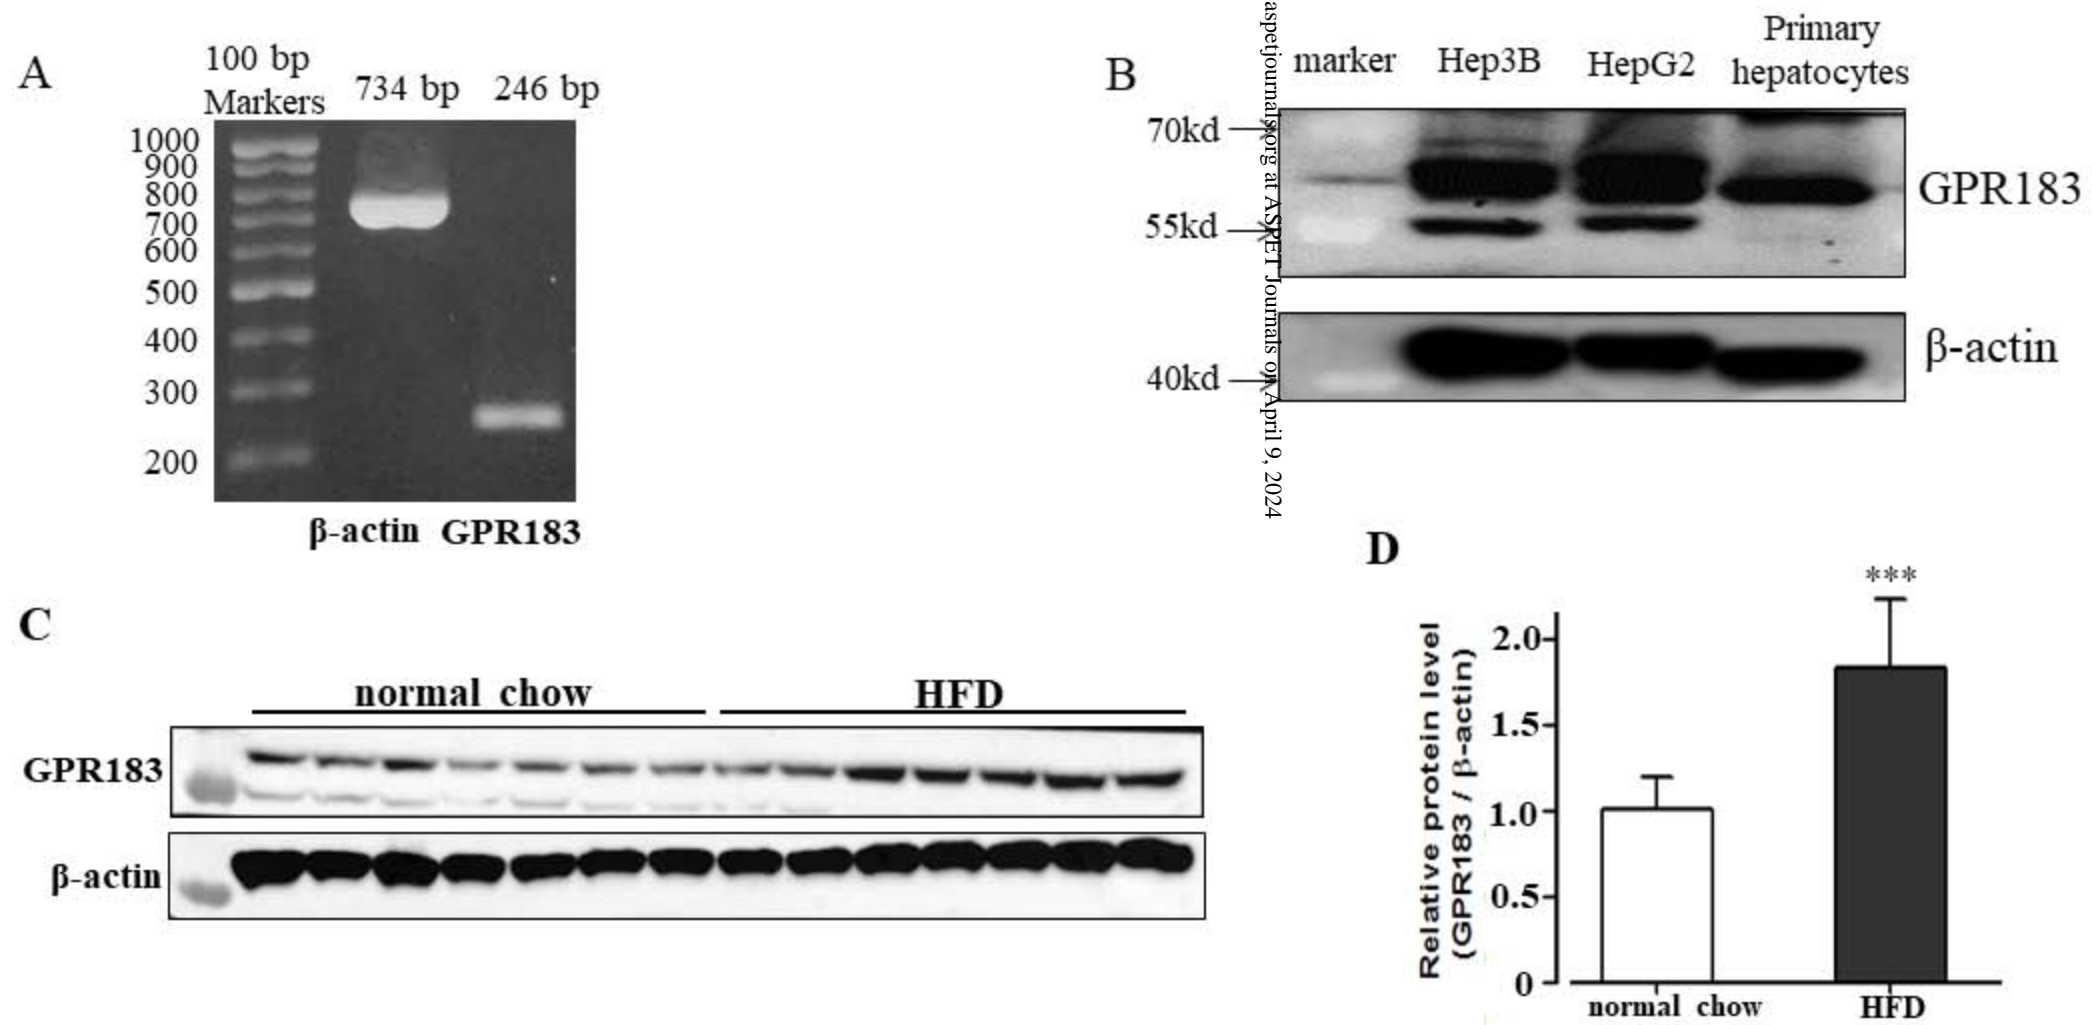 A
100 bp
Markers
734 bp
246 bp
1000
900
800
700
600
500
400
300
200
β-actin GPR183
B
marker
Hep3B
HepG2
Primary
hepatocytes
70kd
55kd
40kd
GPR183
β-actin
aspetjournals.org at ASPET Journals on April 9, 2024
C
normal chow
HFD
GPR183
β-actin
D
***
Relative protein level
(GPR183 / β-actin)
2.0
1.5
1.0
0.5
0
normal chow
HFD